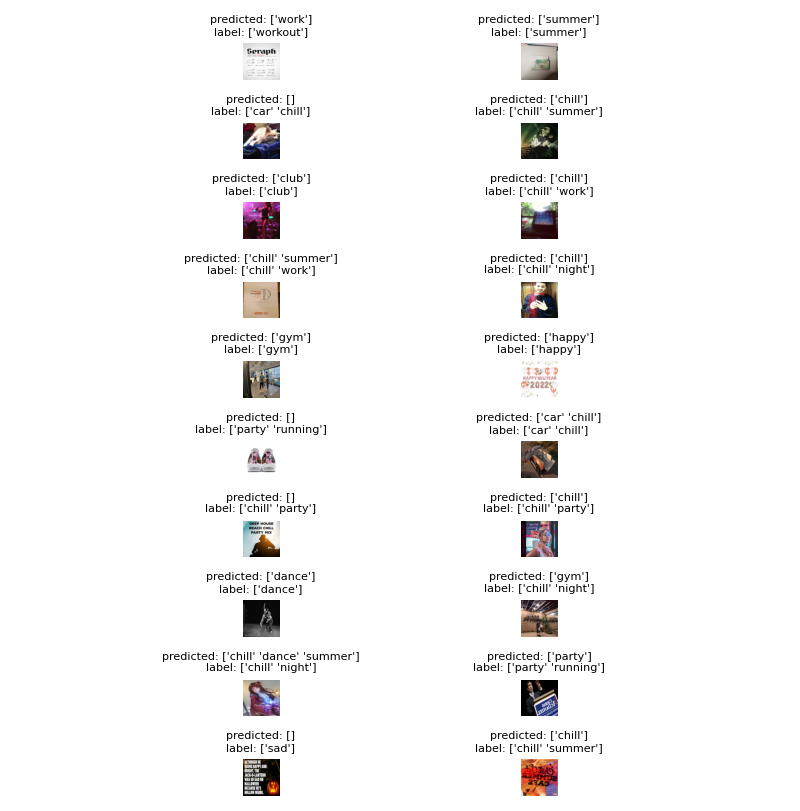 predicted: ['work']
label: ['workout']
Seraph
predicted: ['summer']
label: ['summer']
predicted: []
label: ['car' 'chill']
predicted: ['chill']
label: ['chill' 'summer']
predicted: ['club']
label: ['club']
predicted: ['chill']
label: ['chill' 'work']
predicted: ['chill' 'summer']
label: ['chill' 'work']
predicted: ['chill']
label: ['chill' 'night']
predicted: ['gym']
label: ['gym']
predicted: ['happy']
label: ['happy']
HAPPY NEW YEAR
2022
predicted: []
label: ['party' 'running']
predicted: ['car' 'chill']
label: ['car' 'chill']
predicted: []
label: ['chill' 'party']
DEEP HOUSE
BEACH CHILL
PARTY MIX
predicted: ['chill']
label: ['chill' 'party']
predicted: ['dance']
label: ['dance']
predicted: ['gym']
label: ['chill' 'night']
predicted: ['chill' 'dance' 'summer']
label: ['chill' 'night']
predicted: ['party']
label: ['party' 'running']
predicted: []
label: ['sad']
predicted: ['chill']
label: ['chill' 'summer']